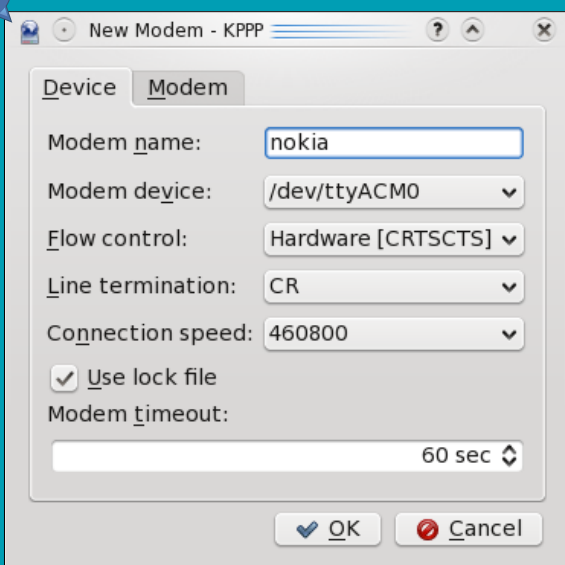 New Modem - KPPP
Device Modem
Modem name: nokia
Modem device: /dev/ttyACM0
Flow control: Hardware [CRTSCTS]
Line termination: CR
Connection speed: 460800
Use lock file
Modem timeout:
60 sec
OK Cancel